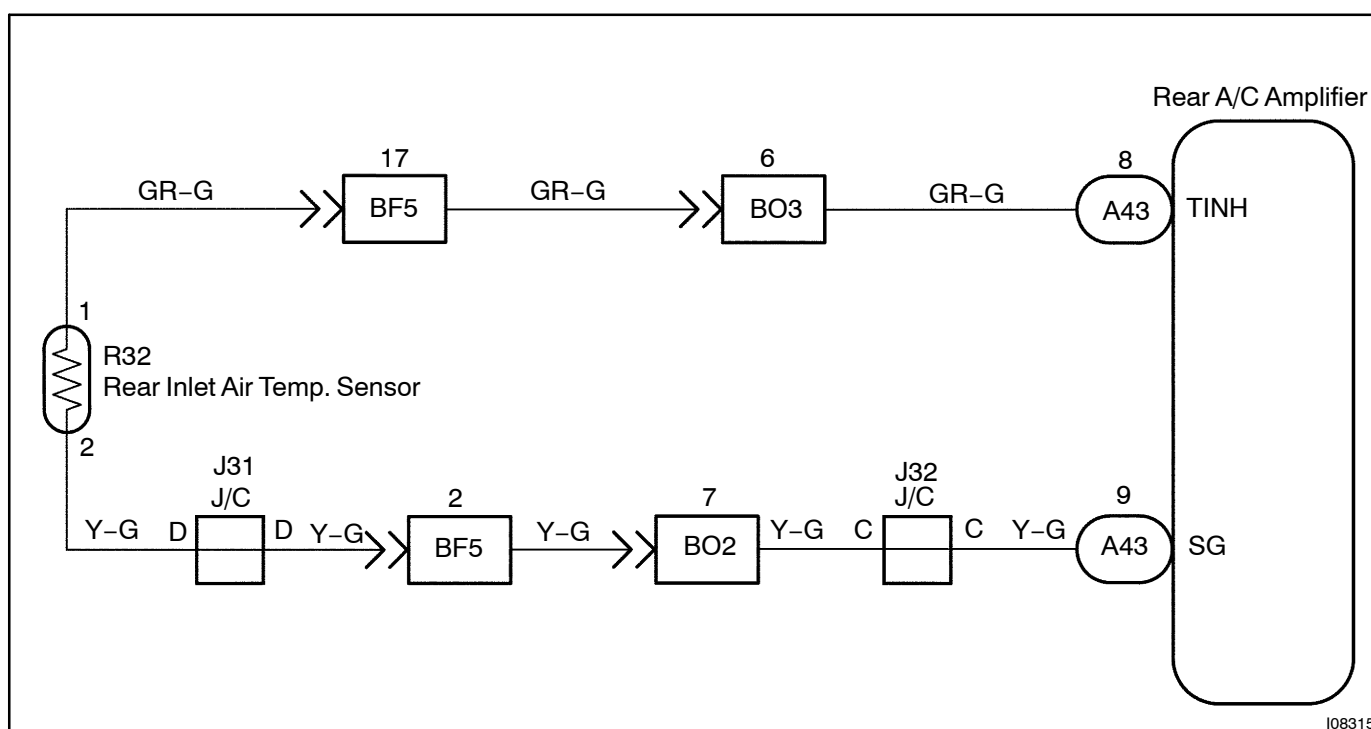 Rear A/C Amplifier
17
6
8
GR−G
BF5
GR−G
BO3
GR−G
A43
TINH
1
R32
Rear Inlet Air Temp. Sensor
2
J31
J/C
2
7
J32
J/C
9
Y−G
D
D
Y−G
BF5
Y−G
BO2
Y−G
C
C
Y−G
A43
SG
I08315